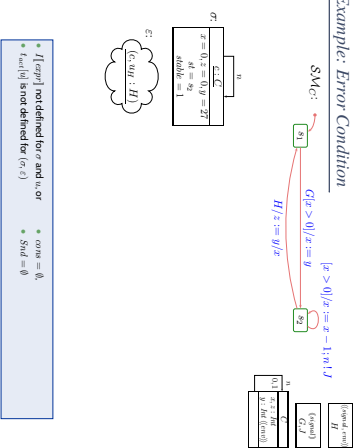 Example: Error Condition
SM_C:
s₁
s₂
G[x > 0]/x := y
H/z := y/x
[x > 0]/x := x − 1; n ! J
⟨⟨signal, env⟩⟩
H
⟨⟨signal⟩⟩
G, J
C
x, z : Int
y : Int ⟨⟨env⟩⟩
n
0, 1
σ:
c : C
x = 0, z = 0, y = 27
st = s₂
stable = 1
n
ε:
(c, u_H : H)
• I⟦expr⟧ not defined for σ and u, or
• t_act[u] is not defined for (σ, ε)
• cons = ∅,
• Snd = ∅